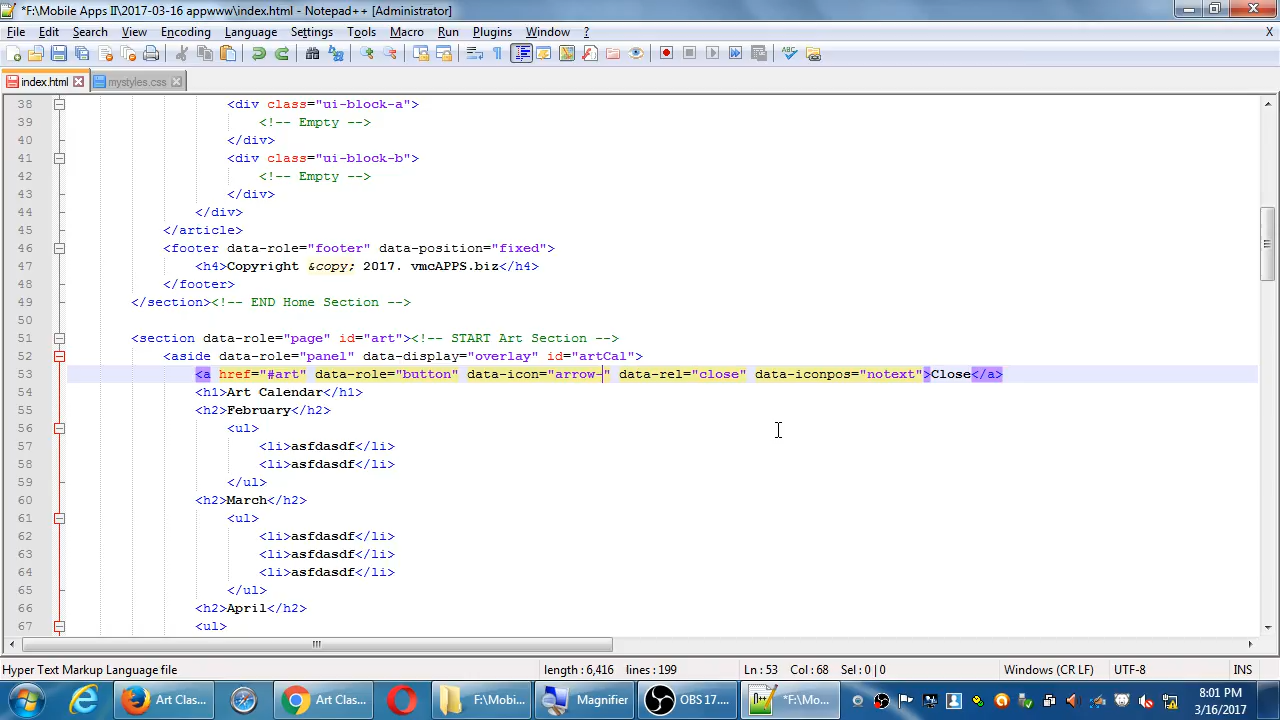 *F:\Mobile Apps II\2017-03-16 appwww\index.html - Notepad++ [Administrator]
File Edit Search View Encoding Language Settings Tools Macro Run Plugins Window ? X
index.html mystyles.css
38 <div class="ui-block-a">
39 <!-- Empty -->
40 </div>
41 <div class="ui-block-b">
42 <!-- Empty -->
43 </div>
44 </div>
45 </article>
46 <footer data-role="footer" data-position="fixed">
47 <h4>Copyright &copy; 2017. vmcAPPS.biz</h4>
48 </footer>
49 </section><!-- END Home Section -->
50
51 <section data-role="page" id="art"><!-- START Art Section -->
52 <aside data-role="panel" data-display="overlay" id="artCal">
53 <a href="#art" data-role="button" data-icon="arrow-" data-rel="close" data-iconpos="notext">Close</a>
54 <h1>Art Calendar</h1>
55 <h2>February</h2>
56 <ul>
57 <li>asfdasdf</li>
58 <li>asfdasdf</li>
59 </ul>
60 <h2>March</h2>
61 <ul>
62 <li>asfdasdf</li>
63 <li>asfdasdf</li>
64 <li>asfdasdf</li>
65 </ul>
66 <h2>April</h2>
67 <ul>
Hyper Text Markup Language file length : 6,416 lines : 199 Ln : 53 Col : 68 Sel : 0 | 0 Windows (CR LF) UTF-8 INS
Art Clas... Art Clas... F:\Mobi... Magnifier OBS 17.... *F:\Mo... 8:01 PM
3/16/2017